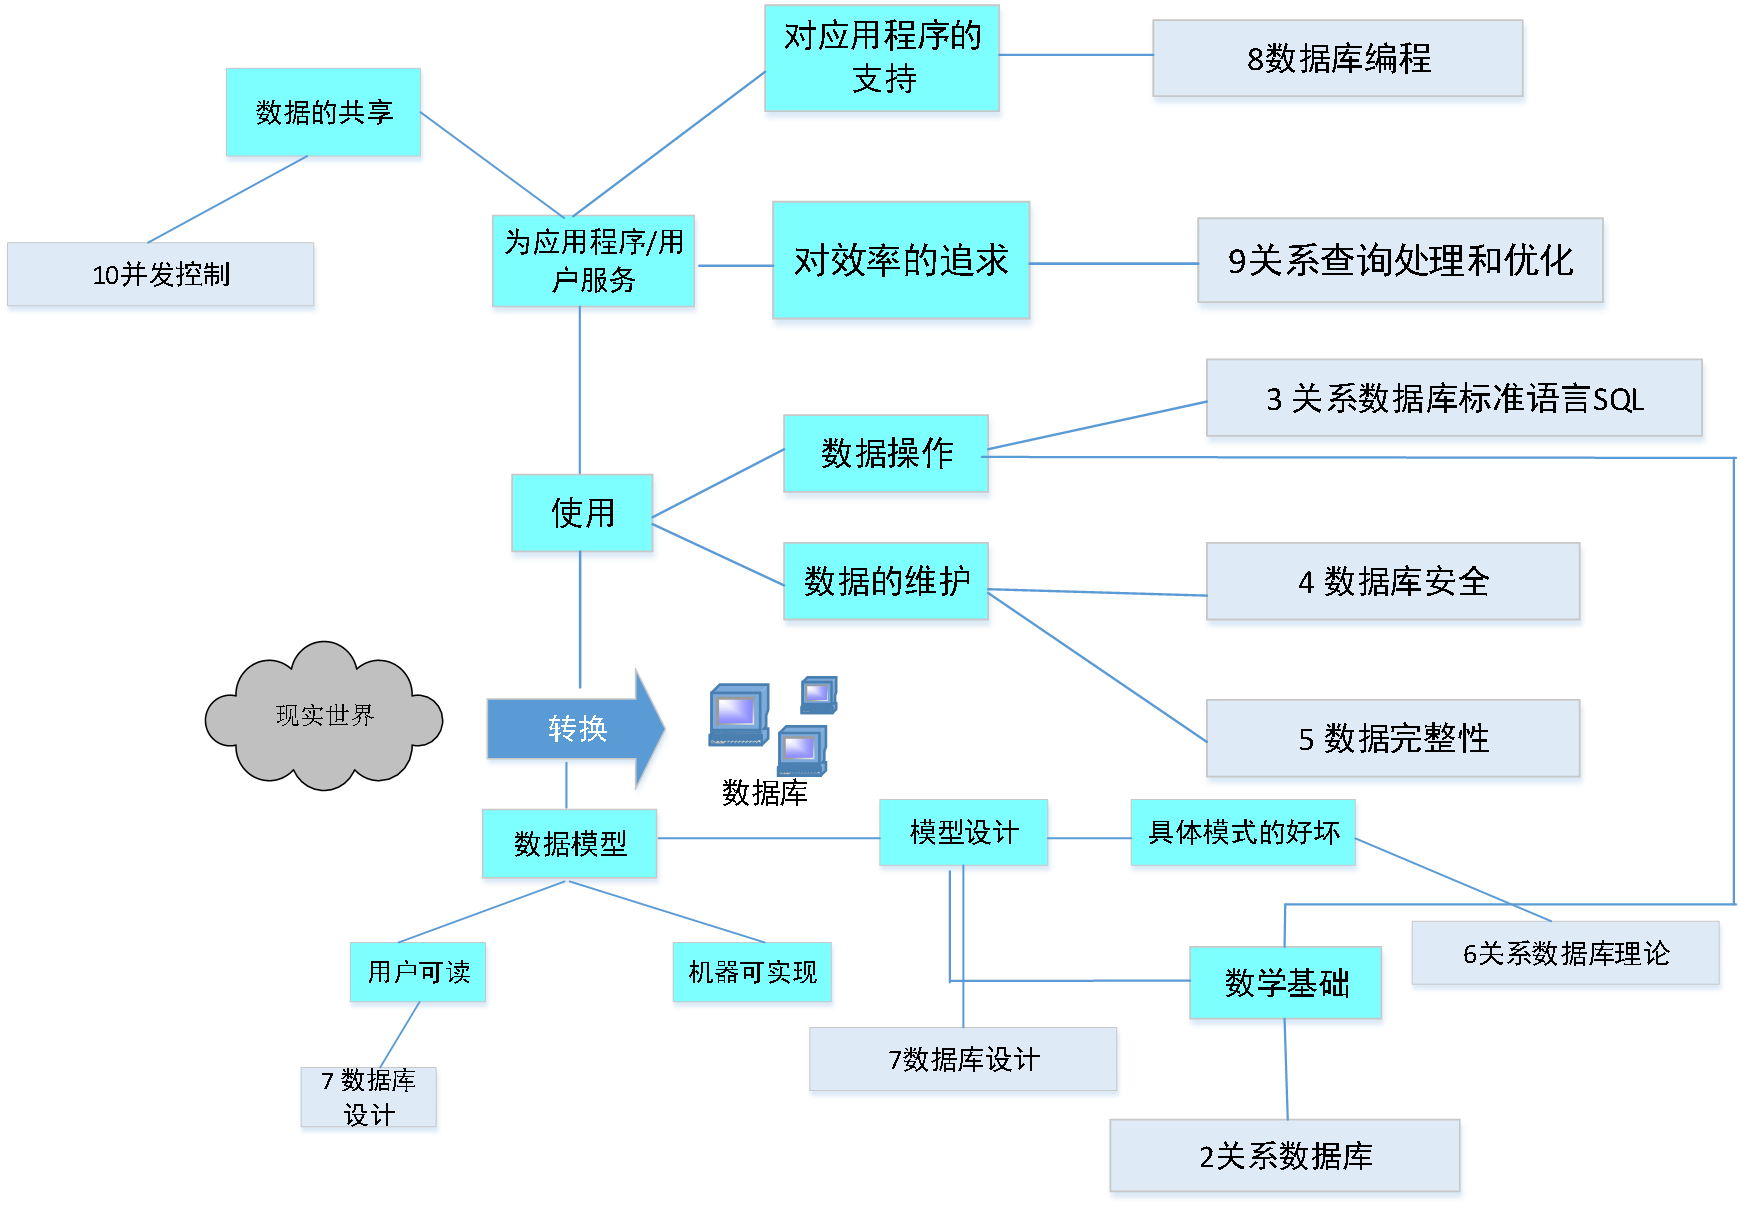 对应用程序的
支持
8数据库编程
数据的共享
为应用程序/用
户服务
对效率的追求
9关系查询处理和优化
10并发控制
3 关系数据库标准语言SQL
数据操作
使用
数据的维护
4 数据库安全
现实世界
转换
5 数据完整性
数据库
数据模型
模型设计
具体模式的好坏
用户可读
机器可实现
数学基础
6关系数据库理论
7数据库设计
7 数据库
设计
2关系数据库